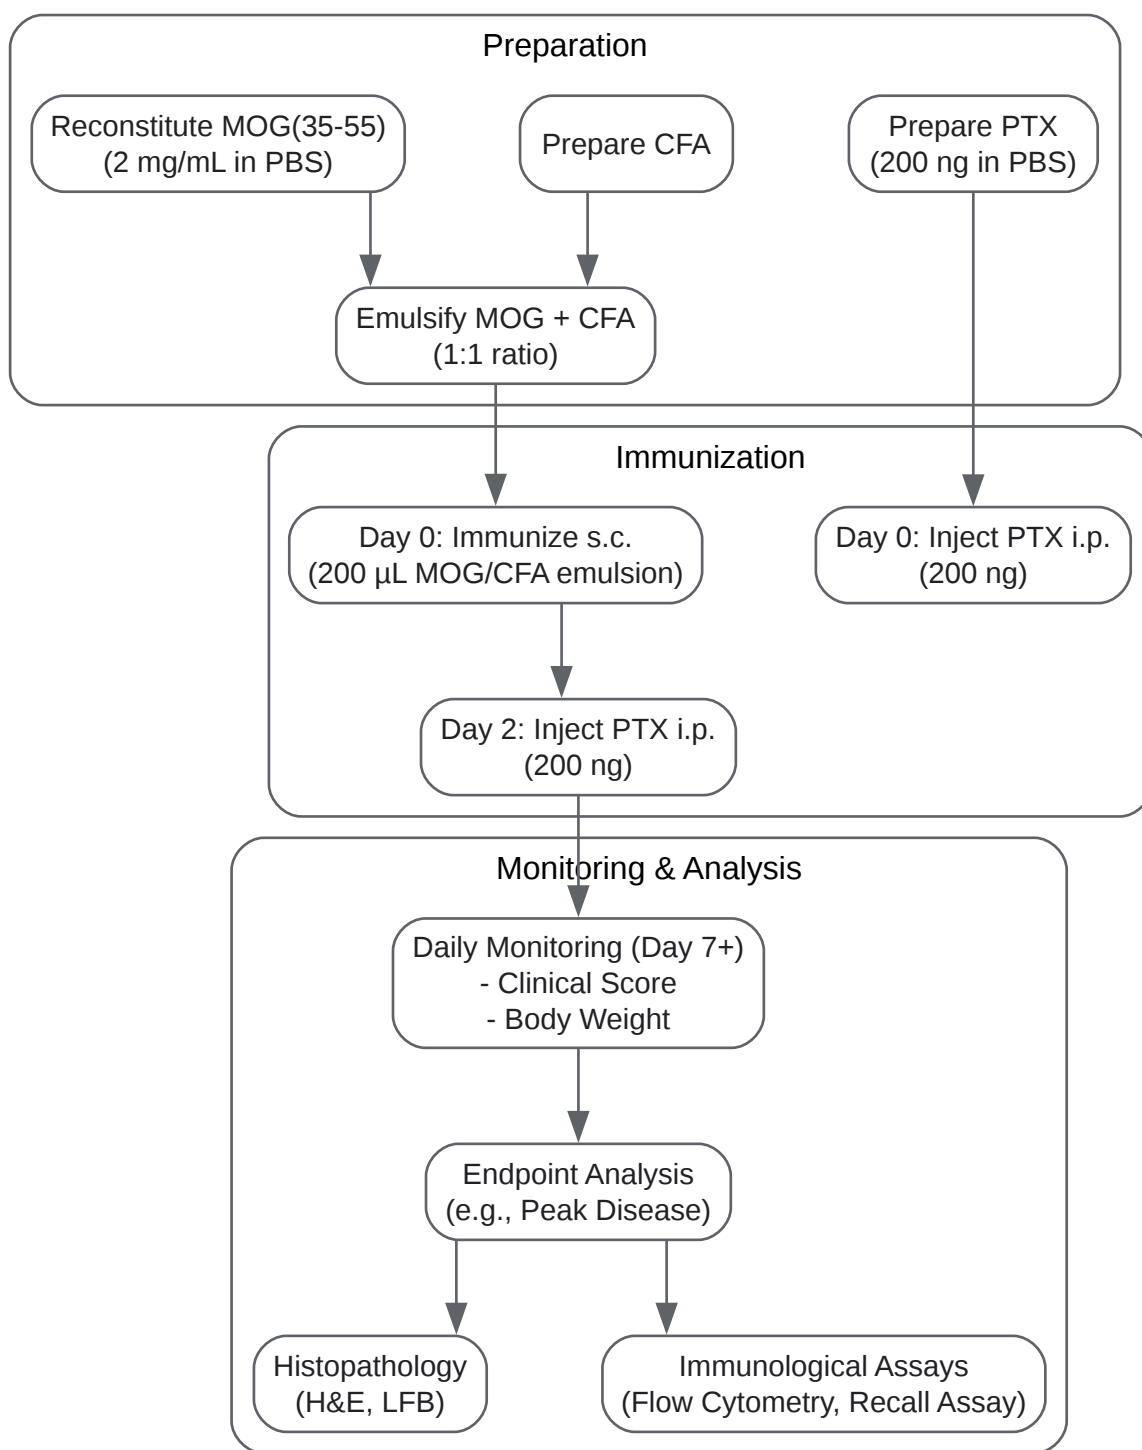 Preparation
Reconstitute MOG(35-55)
(2 mg/mL in PBS)
Prepare CFA
Prepare PTX
(200 ng in PBS)
Emulsify MOG + CFA
(1:1 ratio)
Immunization
Day 0: Immunize s.c.
(200 µL MOG/CFA emulsion)
Day 0: Inject PTX i.p.
(200 ng)
Day 2: Inject PTX i.p.
(200 ng)
Monitoring & Analysis
Daily Monitoring (Day 7+)
- Clinical Score
- Body Weight
Endpoint Analysis
(e.g., Peak Disease)
Histopathology
(H&E, LFB)
Immunological Assays
(Flow Cytometry, Recall Assay)